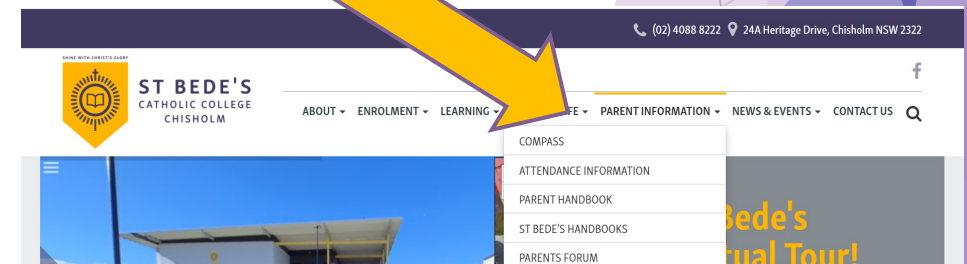 (02) 4088 8222 24A Heritage Drive, Chisholm NSW 2322
SHINE WITH CHRIST'S GLORY
ST BEDE'S
CATHOLIC COLLEGE
CHISHOLM
ABOUT ENROLMENT LEARNING FE PARENT INFORMATION NEWS & EVENTS CONTACT US
COMPASS
ATTENDANCE INFORMATION
PARENT HANDBOOK
ST BEDE'S HANDBOOKS
PARENTS FORUM
Bede's
tual Tour!